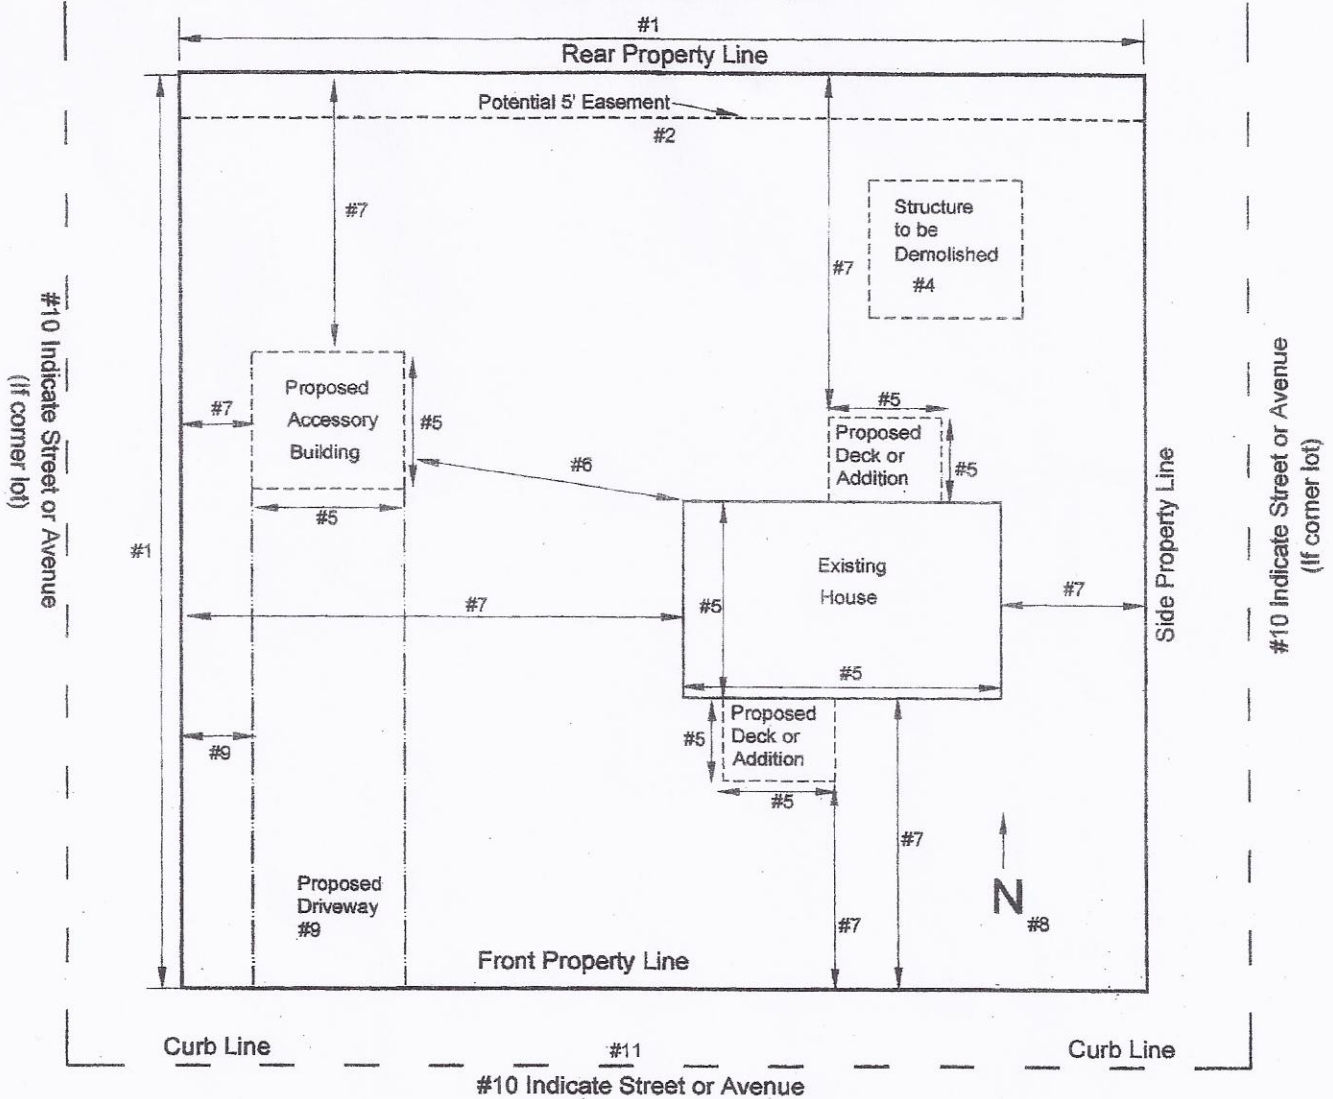 #1
Rear Property Line
Potential 5' Easement
#2
#7
Structure
to be
Demolished
#4
#7
Proposed
Accessory
Building
#5
#5
#7
#6
#5
Proposed
Deck or
Addition
#5
#10 Indicate Street or Avenue
(If corner lot)
#1
Existing
House
#5
#5
#7
#7
Side Property Line
#10 Indicate Street or Avenue
(If corner lot)
#9
Proposed
Deck or
Addition
#5
#5
#7
#7
Proposed
Driveway
#9
N
#8
Front Property Line
Curb Line
#11
Curb Line
#10 Indicate Street or Avenue